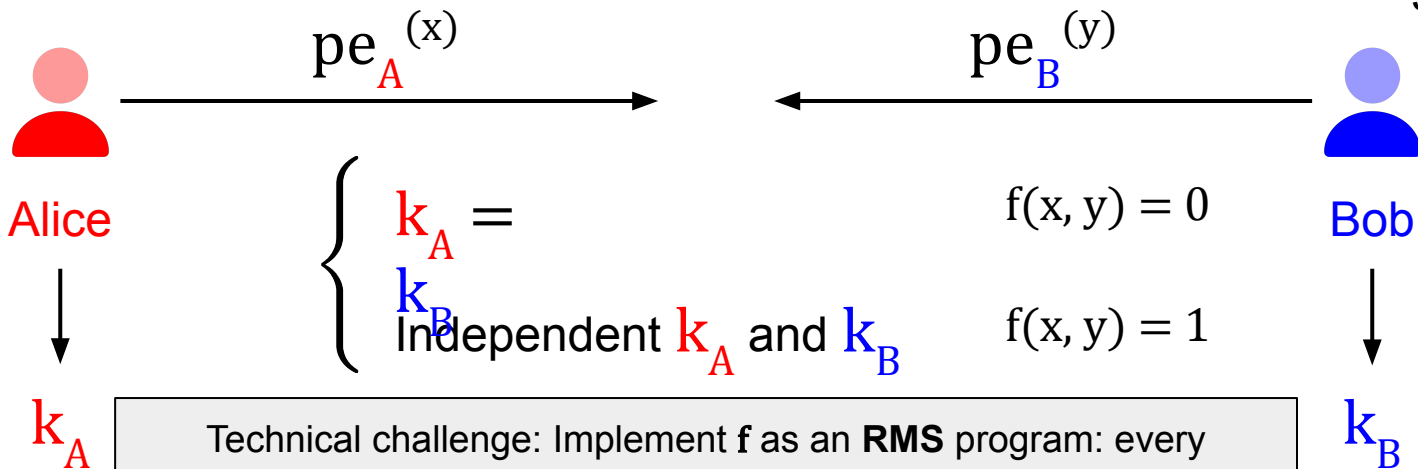 pe_A^(x) pe_B^(y)
k_A = f(x, y) = 0
Alice Bob
k_B
Independent k_A and k_B f(x, y) = 1
k_A k_B
Technical challenge: Implement f as an RMS program: every